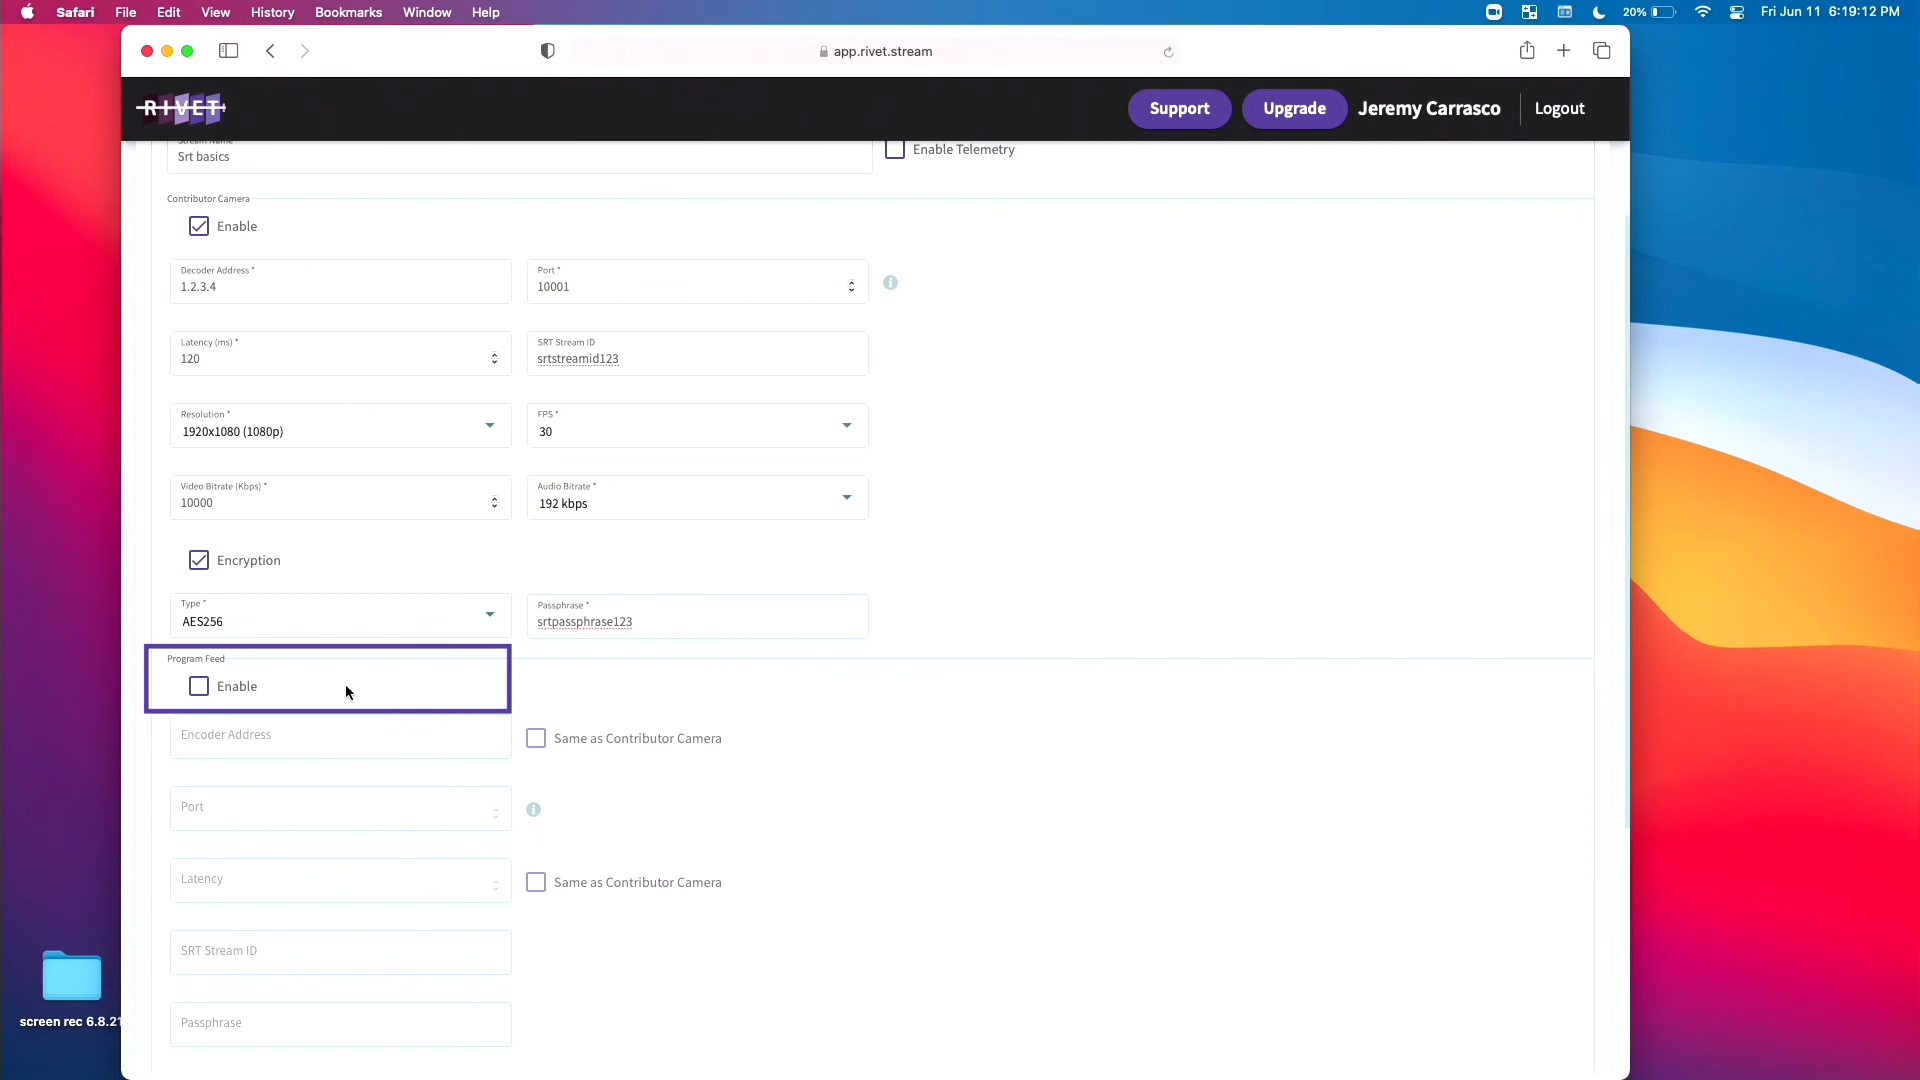 Safari File Edit View History Bookmarks Window Help 20% Fri Jun 11 6:19:12 PM
app.rivet.stream
RIVET Support Upgrade Jeremy Carrasco Logout
Stream Name
Srt basics
Enable Telemetry
Contributor Camera
Enable
Decoder Address *
1.2.3.4
Port *
10001
Latency (ms) *
120
SRT Stream ID
srtstreamid123
Resolution *
1920x1080 (1080p)
FPS *
30
Video Bitrate (Kbps) *
10000
Audio Bitrate *
192 kbps
Encryption
Type *
AES256
Passphrase *
srtpassphrase123
Program Feed
Enable
Encoder Address
Same as Contributor Camera
Port
Latency
Same as Contributor Camera
SRT Stream ID
Passphrase
screen rec 6.8.21